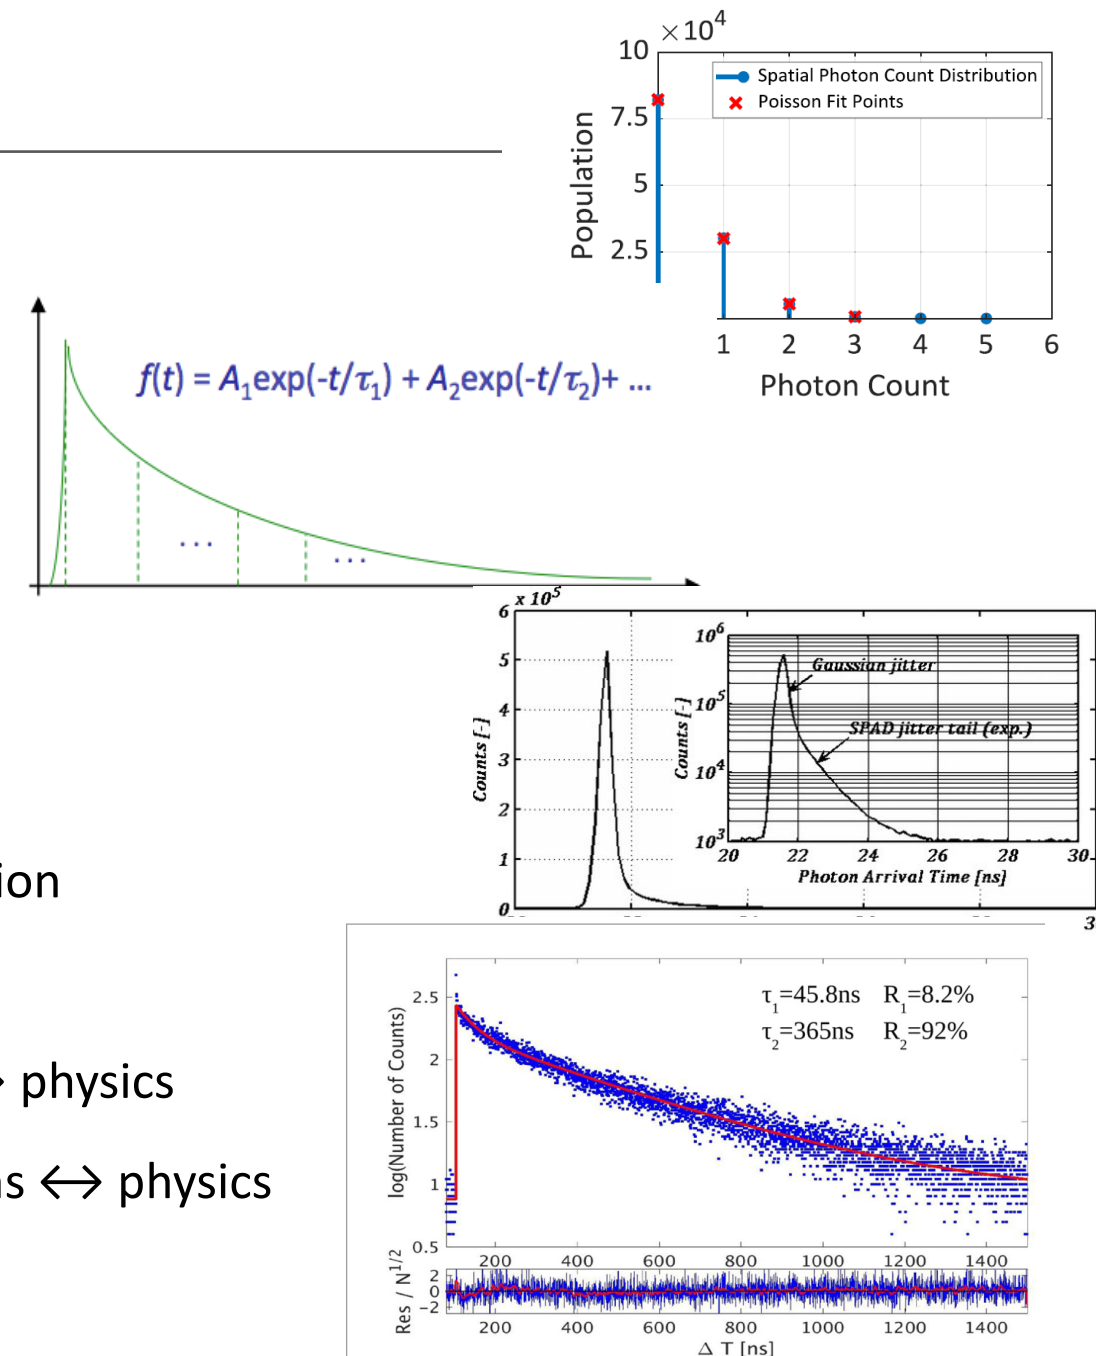 10 ×10⁴
Spatial Photon Count Distribution
Poisson Fit Points
7.5
5
2.5
Population
1 2 3 4 5 6
Photon Count
f(t) = A₁exp(-t/τ₁) + A₂exp(-t/τ₂)+ ...
...
...
x 10⁵
6
5
4
3
2
1
0
Counts [-]
10⁶
10⁵
10⁴
10³
Counts [-]
Gaussian jitter
SPAD jitter tail (exp.)
20 22 24 26 28 30
Photon Arrival Time [ns]
3
ion
physics
ns ↔ physics
τ₁=45.8ns R₁=8.2%
τ₂=365ns R₂=92%
2.5
2
1.5
1
0.5
log(Number of Counts)
200 400 600 800 1000 1200 1400
2
0
−2
Res / N^1/2
200 400 600 800 1000 1200 1400
Δ T [ns]